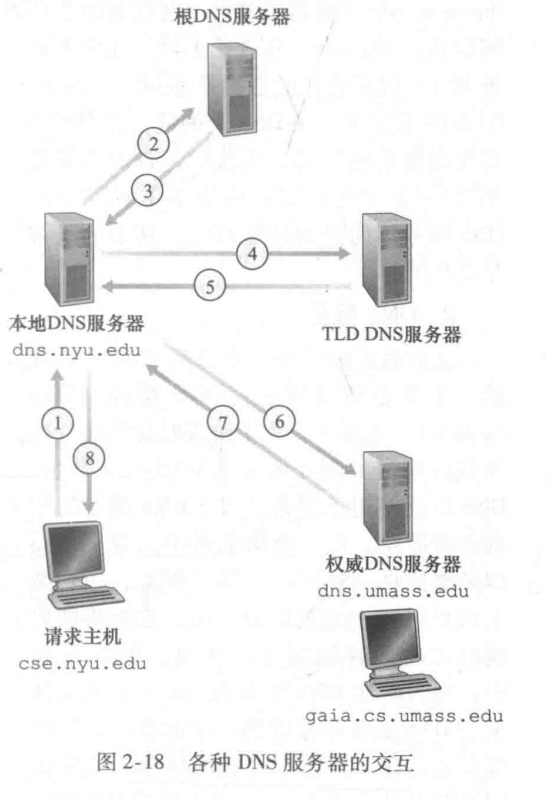 根DNS服务器
2
3
4
5
本地DNS服务器
dns.nyu.edu
TLD DNS服务器
1
8
7
6
请求主机
cse.nyu.edu
权威DNS服务器
dns.umass.edu
gaia.cs.umass.edu
图 2-18 各种 DNS 服务器的交互